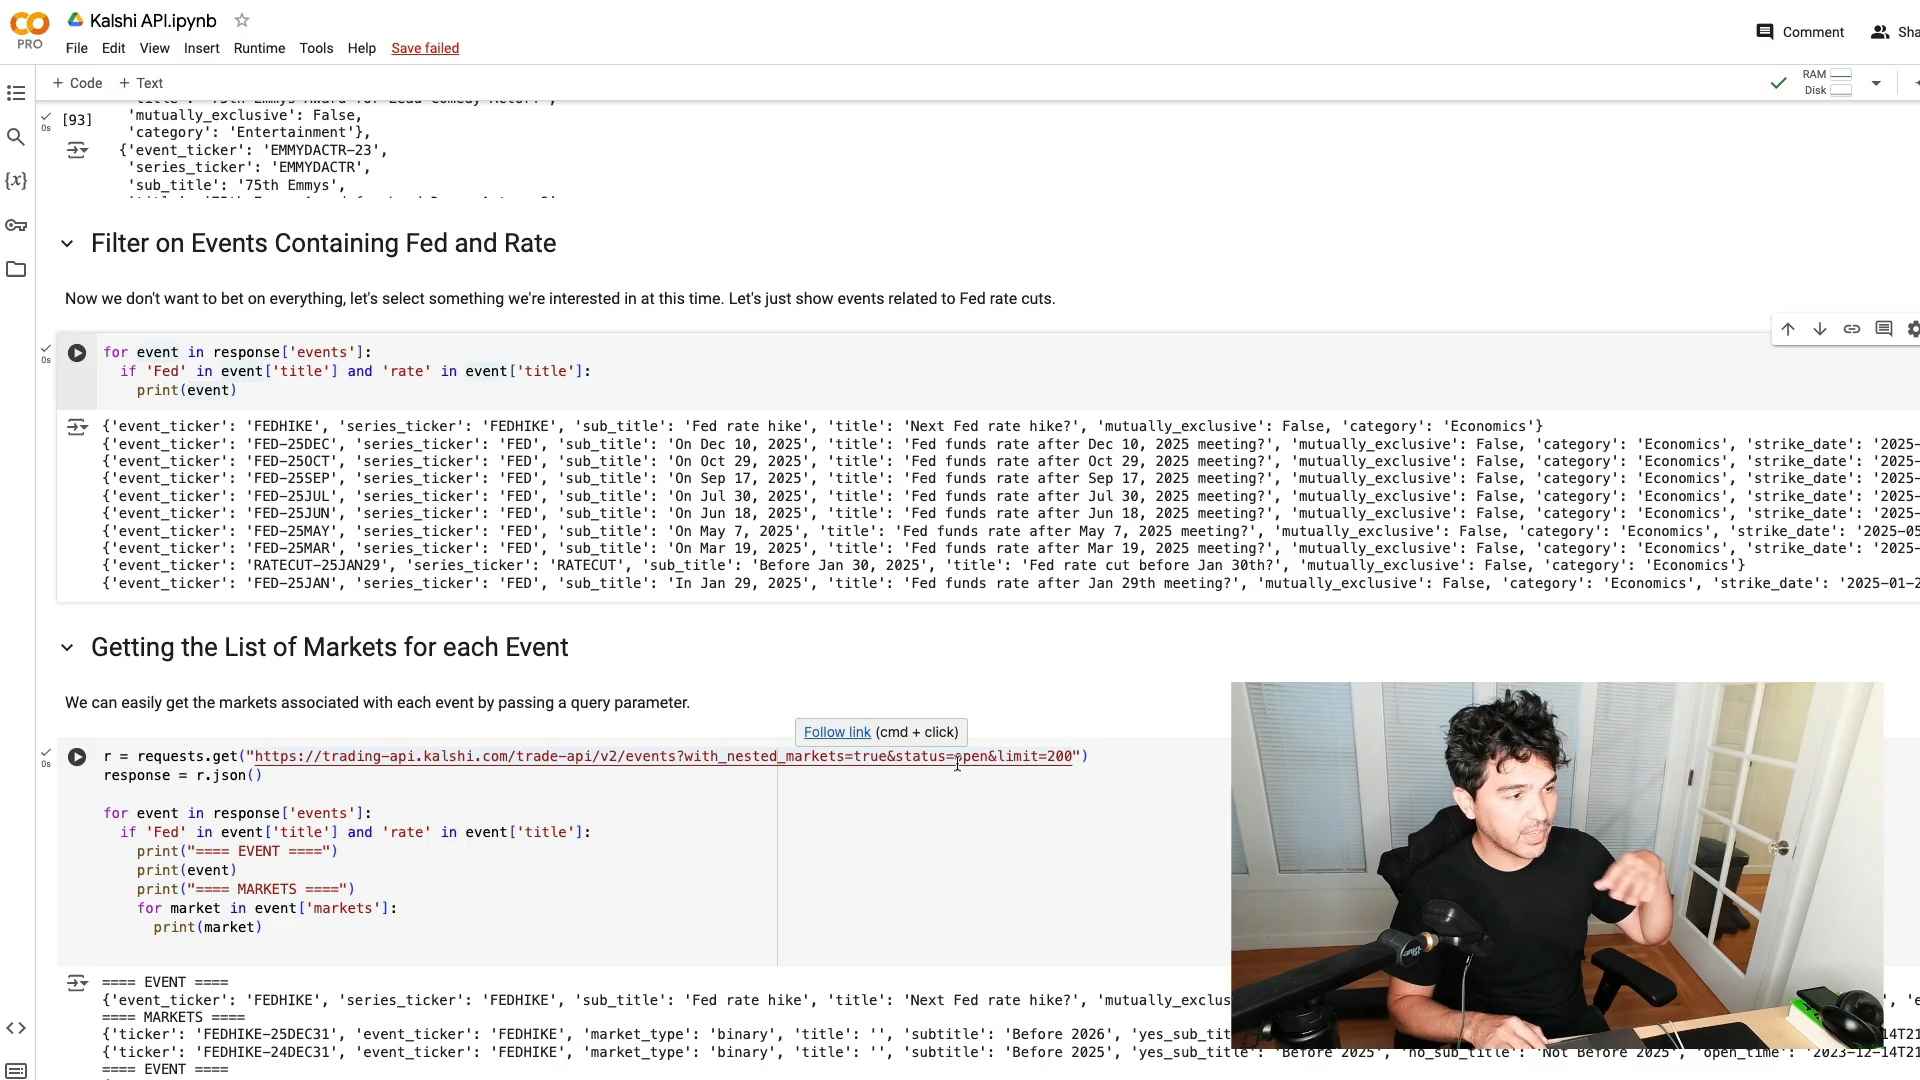 Kalshi API.ipynb
PRO
File Edit View Insert Runtime Tools Help Save failed
Comment
+ Code + Text
RAM
Disk
[93]
'mutually_exclusive': False,
'category': 'Entertainment'},
{'event_ticker': 'EMMYDACTR-23',
'series_ticker': 'EMMYDACTR',
'sub_title': '75th Emmys',
0s
Filter on Events Containing Fed and Rate
Now we don't want to bet on everything, let's select something we're interested in at this time. Let's just show events related to Fed rate cuts.
0s
for event in response['events']:
if 'Fed' in event['title'] and 'rate' in event['title']:
print(event)
{'event_ticker': 'FEDHIKE', 'series_ticker': 'FEDHIKE', 'sub_title': 'Fed rate hike', 'title': 'Next Fed rate hike?', 'mutually_exclusive': False, 'category': 'Economics'}
{'event_ticker': 'FED-25DEC', 'series_ticker': 'FED', 'sub_title': 'On Dec 10, 2025', 'title': 'Fed funds rate after Dec 10, 2025 meeting?', 'mutually_exclusive': False, 'category': 'Economics', 'strike_date': '2025-
{'event_ticker': 'FED-25OCT', 'series_ticker': 'FED', 'sub_title': 'On Oct 29, 2025', 'title': 'Fed funds rate after Oct 29, 2025 meeting?', 'mutually_exclusive': False, 'category': 'Economics', 'strike_date': '2025-
{'event_ticker': 'FED-25SEP', 'series_ticker': 'FED', 'sub_title': 'On Sep 17, 2025', 'title': 'Fed funds rate after Sep 17, 2025 meeting?', 'mutually_exclusive': False, 'category': 'Economics', 'strike_date': '2025-
{'event_ticker': 'FED-25JUL', 'series_ticker': 'FED', 'sub_title': 'On Jul 30, 2025', 'title': 'Fed funds rate after Jul 30, 2025 meeting?', 'mutually_exclusive': False, 'category': 'Economics', 'strike_date': '2025-
{'event_ticker': 'FED-25JUN', 'series_ticker': 'FED', 'sub_title': 'On Jun 18, 2025', 'title': 'Fed funds rate after Jun 18, 2025 meeting?', 'mutually_exclusive': False, 'category': 'Economics', 'strike_date': '2025-
{'event_ticker': 'FED-25MAY', 'series_ticker': 'FED', 'sub_title': 'On May 7, 2025', 'title': 'Fed funds rate after May 7, 2025 meeting?', 'mutually_exclusive': False, 'category': 'Economics', 'strike_date': '2025-05
{'event_ticker': 'FED-25MAR', 'series_ticker': 'FED', 'sub_title': 'On Mar 19, 2025', 'title': 'Fed funds rate after Mar 19, 2025 meeting?', 'mutually_exclusive': False, 'category': 'Economics', 'strike_date': '2025-
{'event_ticker': 'RATECUT-25JAN29', 'series_ticker': 'RATECUT', 'sub_title': 'Before Jan 30, 2025', 'title': 'Fed rate cut before Jan 30th?', 'mutually_exclusive': False, 'category': 'Economics'}
{'event_ticker': 'FED-25JAN', 'series_ticker': 'FED', 'sub_title': 'In Jan 29, 2025', 'title': 'Fed funds rate after Jan 29th meeting?', 'mutually_exclusive': False, 'category': 'Economics', 'strike_date': '2025-01-2
Getting the List of Markets for each Event
We can easily get the markets associated with each event by passing a query parameter.
Follow link (cmd + click)
0s
r = requests.get("https://trading-api.kalshi.com/trade-api/v2/events?with_nested_markets=true&status=open&limit=200")
response = r.json()
for event in response['events']:
if 'Fed' in event['title'] and 'rate' in event['title']:
print("==== EVENT ====")
print(event)
print("==== MARKETS ====")
for market in event['markets']:
print(market)
==== EVENT ====
{'event_ticker': 'FEDHIKE', 'series_ticker': 'FEDHIKE', 'sub_title': 'Fed rate hike', 'title': 'Next Fed rate hike?', 'mutually_exclus
==== MARKETS ====
{'ticker': 'FEDHIKE-25DEC31', 'event_ticker': 'FEDHIKE', 'market_type': 'binary', 'title': '', 'subtitle': 'Before 2026', 'yes_sub_tit 14T21
{'ticker': 'FEDHIKE-24DEC31', 'event_ticker': 'FEDHIKE', 'market_type': 'binary', 'title': '', 'subtitle': 'Before 2025', 'yes_sub_title': 'Before 2025', 'no_sub_title': 'Not Before 2025', 'open_time': '2023-12-14T21
==== EVENT ====